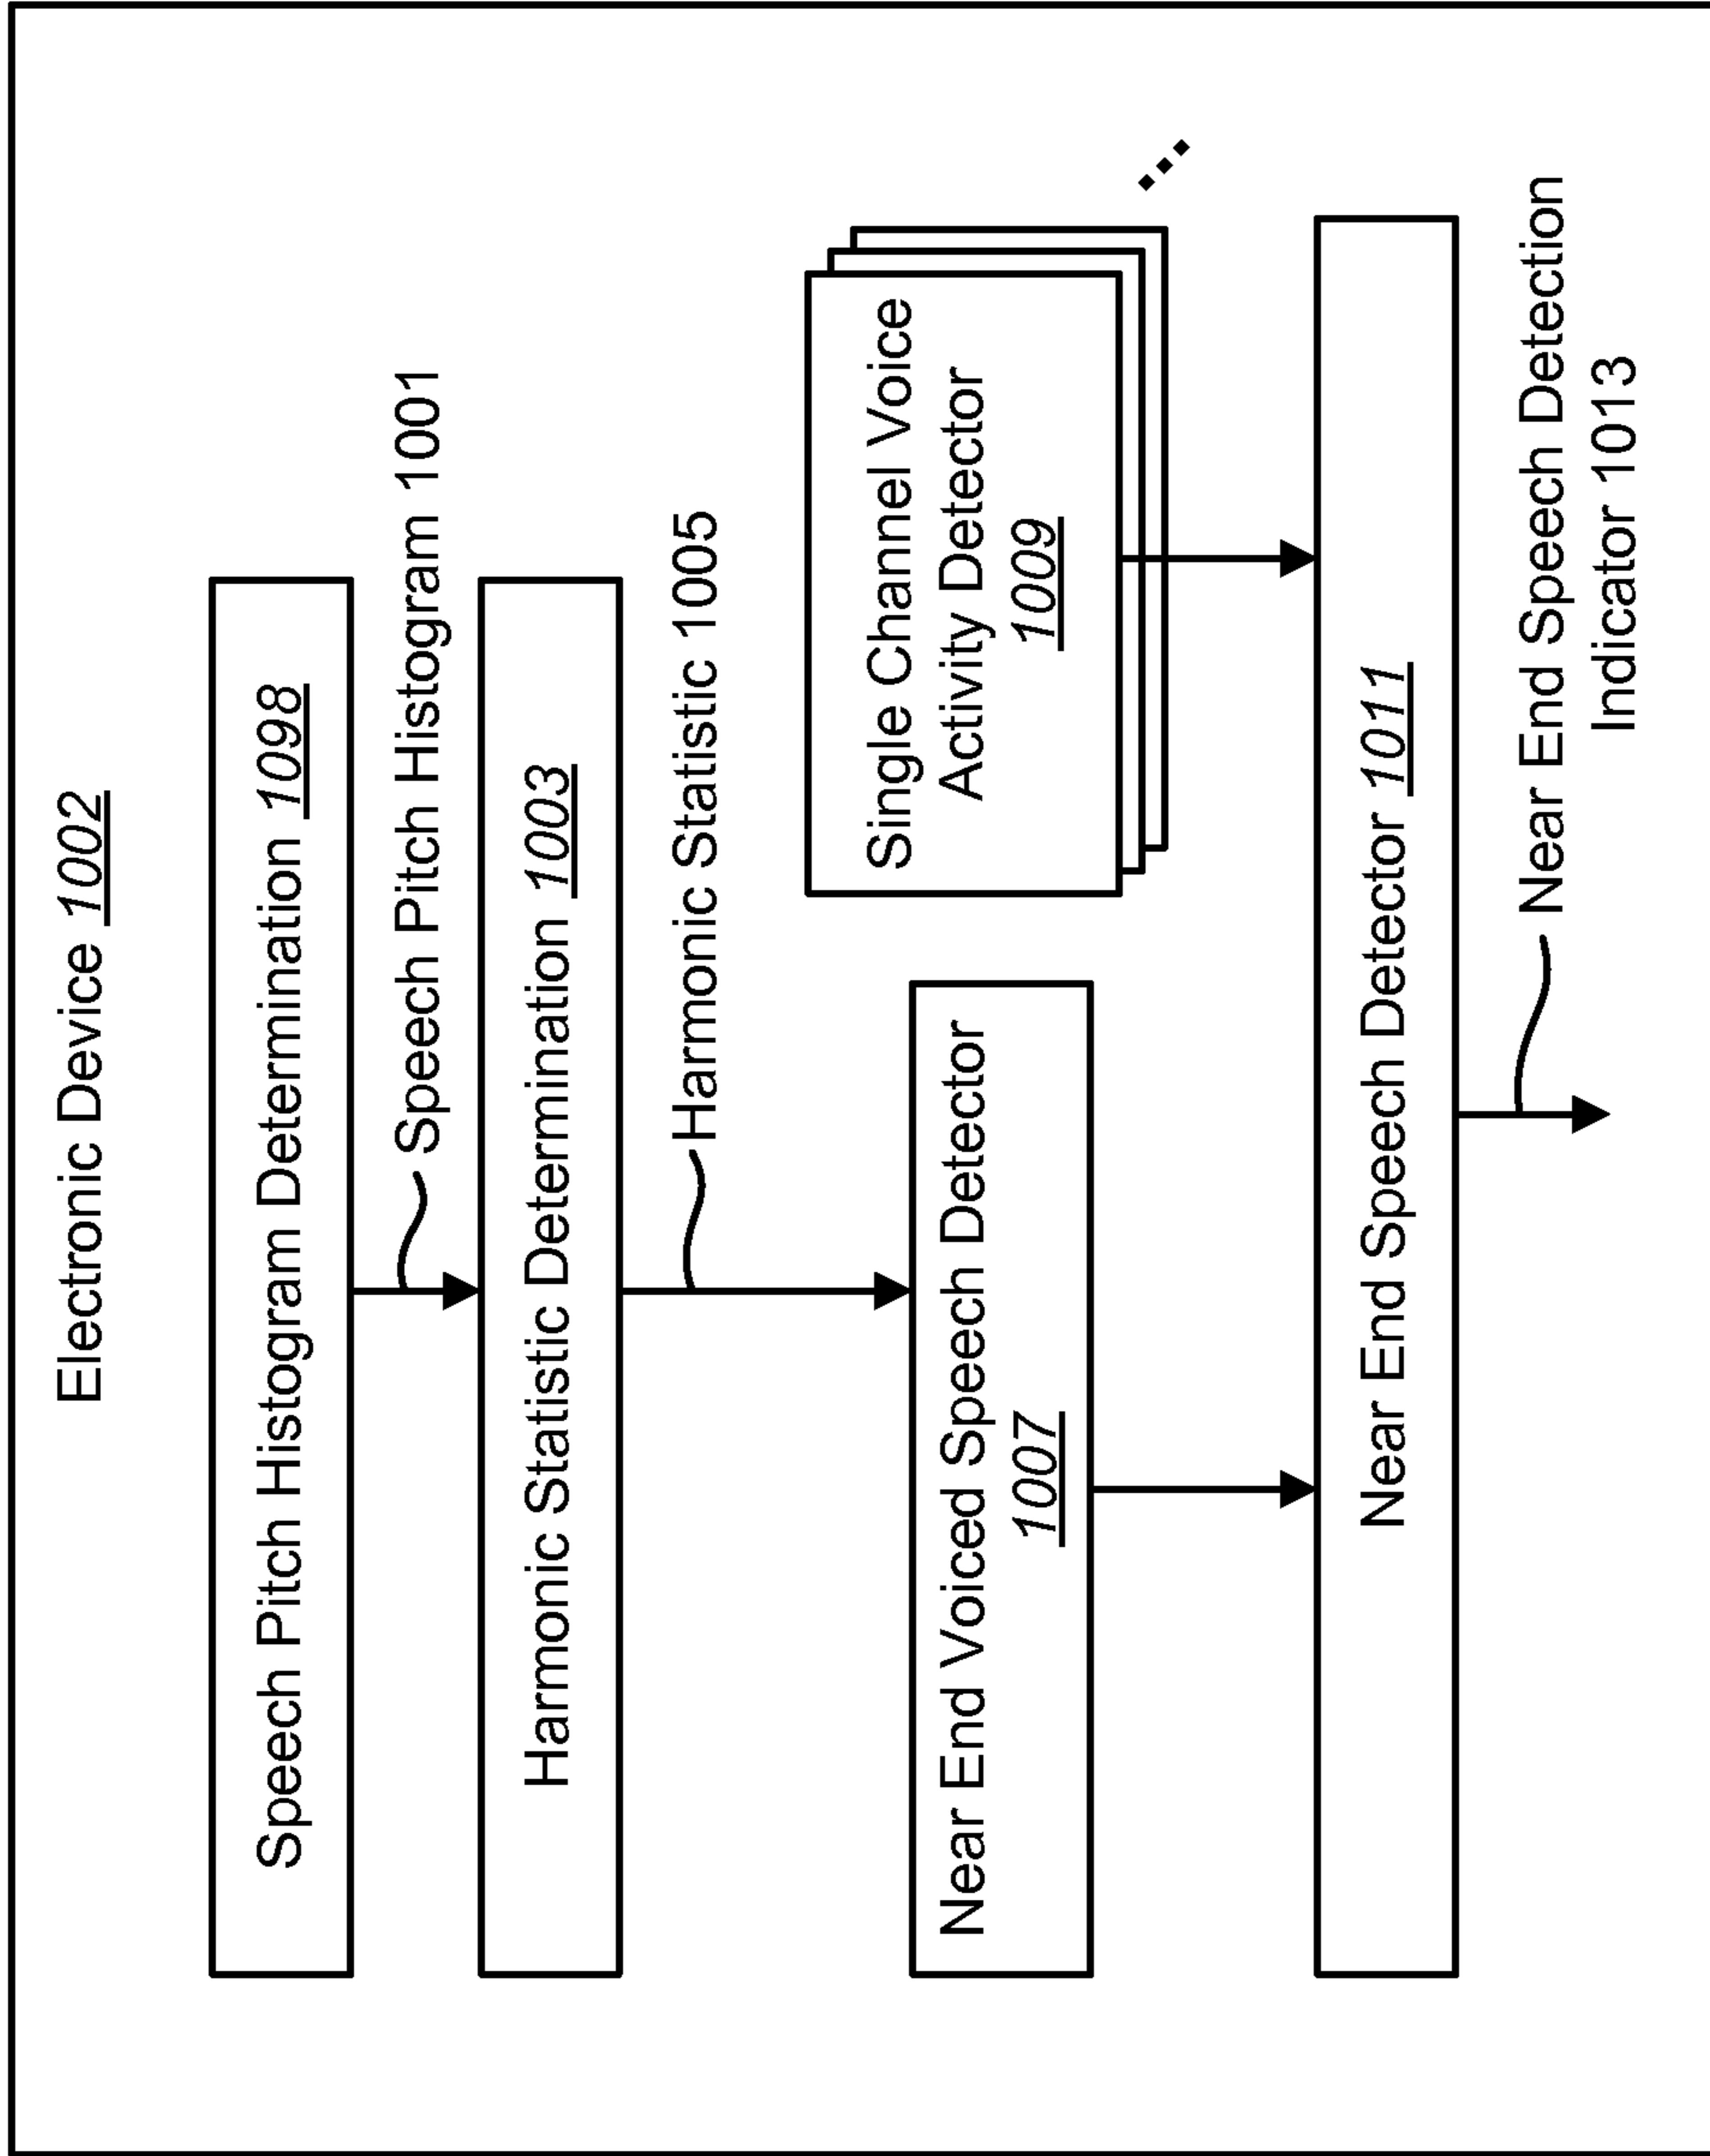 Electronic Device 1002
Speech Pitch Histogram Determination 1098
Speech Pitch Histogram 1001
Harmonic Statistic Determination 1003
Harmonic Statistic 1005
Near End Voiced Speech Detector
1007
Single Channel Voice
Activity Detector
1009
Near End Speech Detector 1011
Near End Speech Detection
Indicator 1013